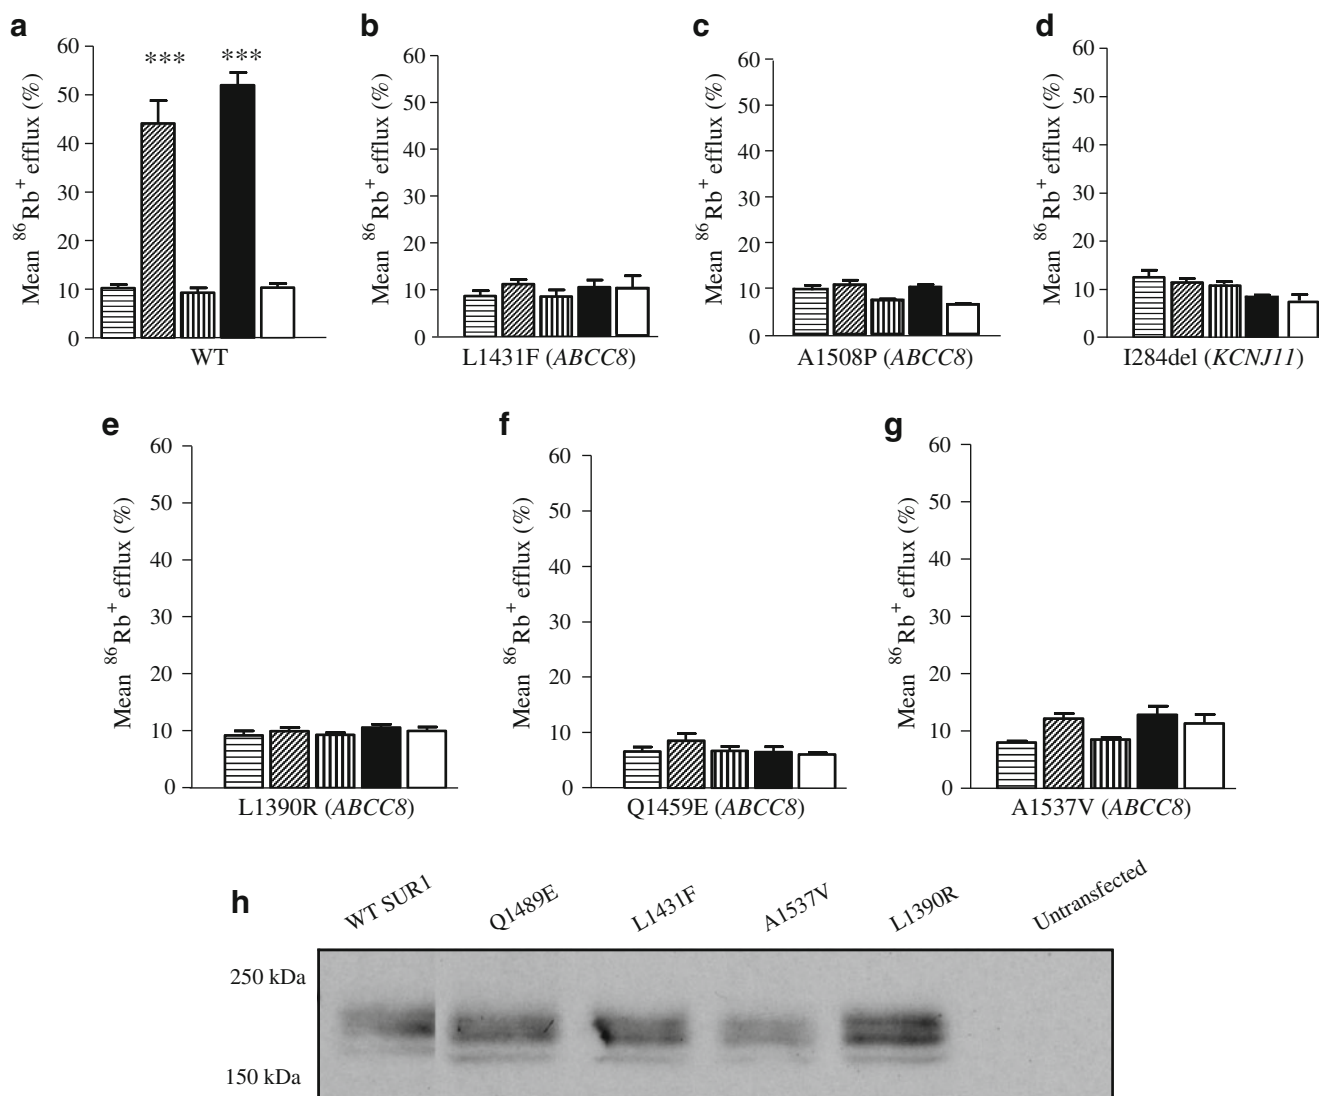 a
60
50
40
30
20
10
0
Mean ⁸⁶Rb⁺ efflux (%)
***
***
WT
b
60
50
40
30
20
10
0
Mean ⁸⁶Rb⁺ efflux (%)
L1431F (ABCC8)
c
60
50
40
30
20
10
0
Mean ⁸⁶Rb⁺ efflux (%)
A1508P (ABCC8)
d
60
50
40
30
20
10
0
Mean ⁸⁶Rb⁺ efflux (%)
I284del (KCNJ11)
e
60
50
40
30
20
10
0
Mean ⁸⁶Rb⁺ efflux (%)
L1390R (ABCC8)
f
60
50
40
30
20
10
0
Mean ⁸⁶Rb⁺ efflux (%)
Q1459E (ABCC8)
g
60
50
40
30
20
10
0
Mean ⁸⁶Rb⁺ efflux (%)
A1537V (ABCC8)
h
WT SUR1
Q1489E
L1431F
A1537V
L1390R
Untransfected
250 kDa
150 kDa